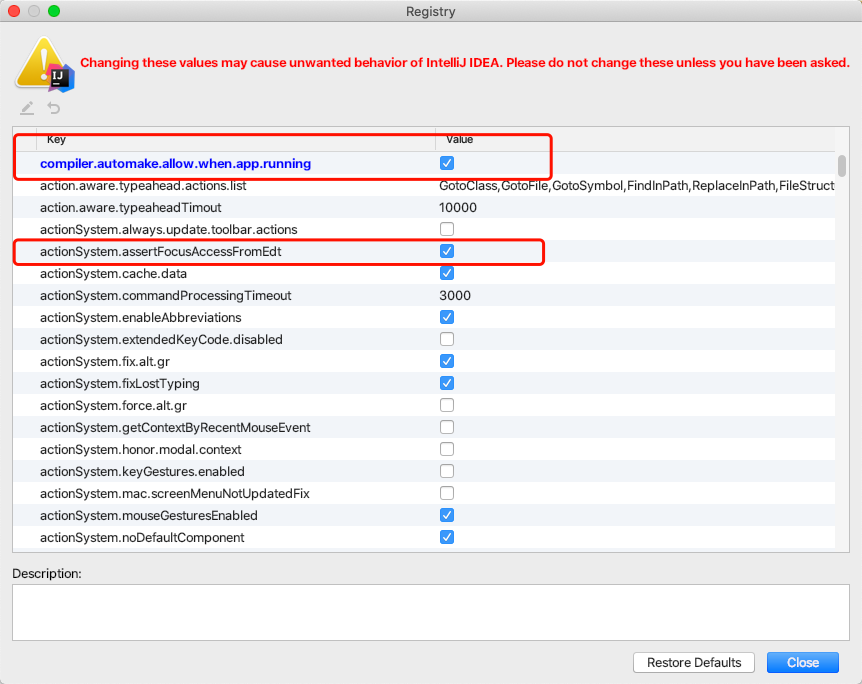 Registry
Changing these values may cause unwanted behavior of IntelliJ IDEA. Please do not change these unless you have been asked.
IJ
Key Value
compiler.automake.allow.when.app.running
action.aware.typeahead.actions.list GotoClass,GotoFile,GotoSymbol,FindInPath,ReplaceInPath,FileStruct
action.aware.typeaheadTimout 10000
actionSystem.always.update.toolbar.actions
actionSystem.assertFocusAccessFromEdt
actionSystem.cache.data
actionSystem.commandProcessingTimeout 3000
actionSystem.enableAbbreviations
actionSystem.extendedKeyCode.disabled
actionSystem.fix.alt.gr
actionSystem.fixLostTyping
actionSystem.force.alt.gr
actionSystem.getContextByRecentMouseEvent
actionSystem.honor.modal.context
actionSystem.keyGestures.enabled
actionSystem.mac.screenMenuNotUpdatedFix
actionSystem.mouseGesturesEnabled
actionSystem.noDefaultComponent
Description:
Restore Defaults Close